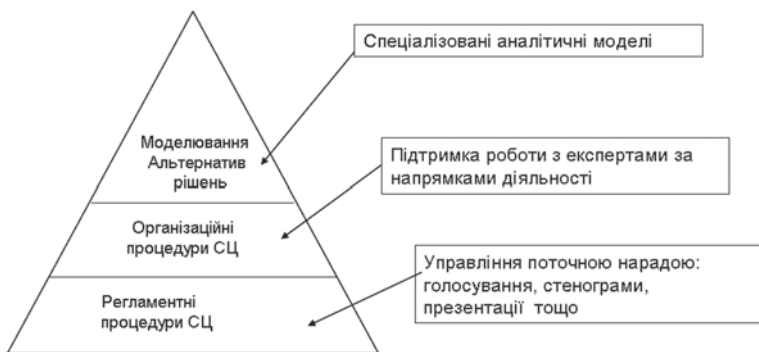 Спеціалізовані аналітичні моделі
Моделювання
Альтернатив
рішень
Підтримка роботи з експертами за
напрямками діяльності
Організаційні
процедури СЦ
Управління поточною нарадою:
голосування, стенограми,
презентації тощо
Регламентні
процедури СЦ